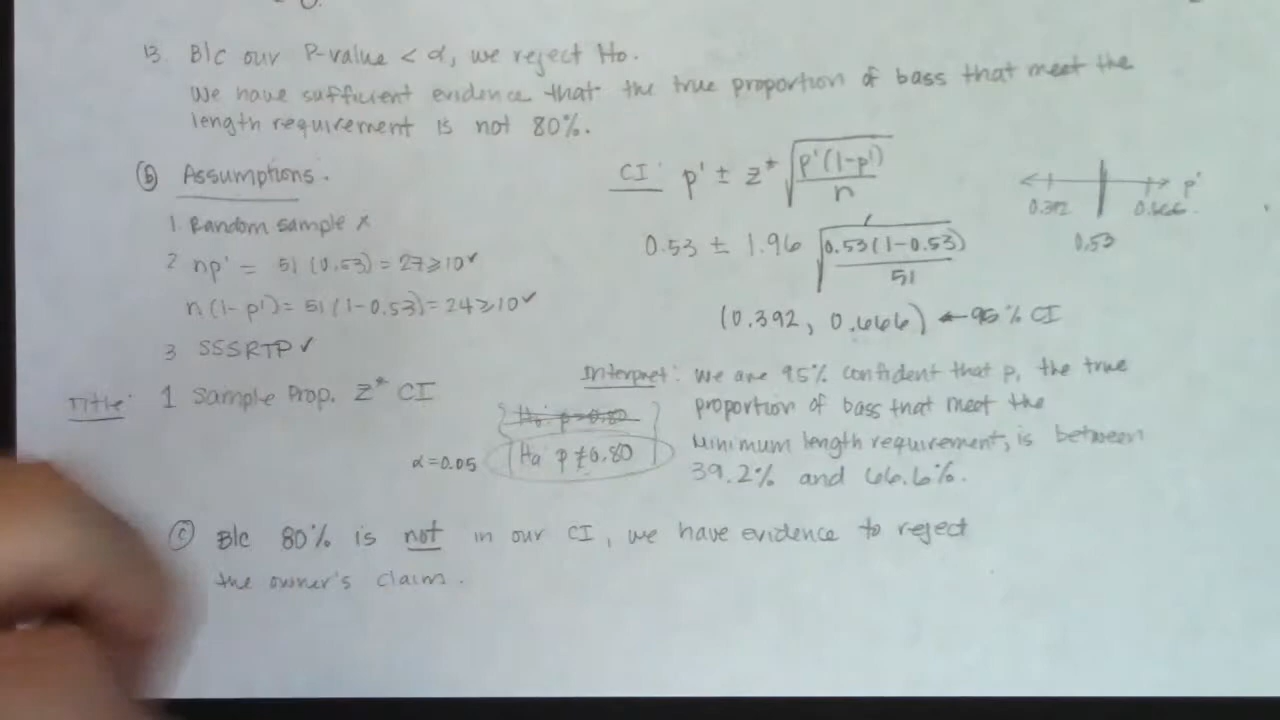 13. B/c our P-value < α, we reject Ho.
We have sufficient evidence that the true proportion of bass that meet the
length requirement is not 80%.
(b) Assumptions.
1 Random sample x
2 np' = 51 (0.53) = 27 ≥ 10 ✓
n (1-p') = 51 (1-0.53) = 24 ≥ 10 ✓
3 SSSRTP ✓
Title: 1 Sample Prop. Z* CI
CI: p' ± z* √(p'(1-p')/n)
0.53 ± 1.96 √(0.53(1-0.53)/51)
(0.392, 0.666) ← 95% CI
p'
0.392 0.666
0.53
Interpret: We are 95% confident that p, the true
proportion of bass that meet the
minimum length requirement, is between
39.2% and 66.6%.
Ho: p = 0.80
α = 0.05 Ha p ≠ 0.80
(c) B/c 80% is not in our CI, we have evidence to reject
the owner's claim.